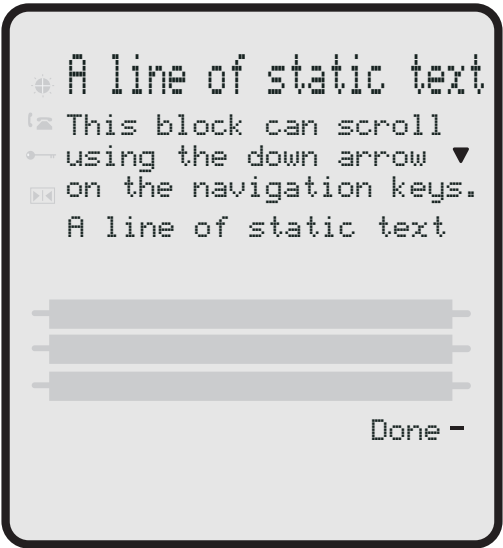 A line of static text
This block can scroll
using the down arrow
on the navigation keys.
A line of static text
Done